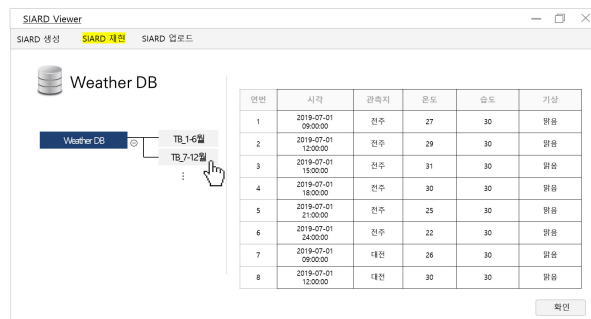 SIARD Viewer
SIARD 생성 SIARD 재현 SIARD 업로드
Weather DB
Weather DB
TB_1-6월
TB_7-12월
연번 시각 관측지 온도 습도 기상
1 2019-07-01 09:00:00 전주 27 30 맑음
2 2019-07-01 12:00:00 전주 29 30 맑음
3 2019-07-01 15:00:00 전주 31 30 맑음
4 2019-07-01 18:00:00 전주 30 30 맑음
5 2019-07-01 21:00:00 전주 25 30 맑음
6 2019-07-01 24:00:00 전주 22 30 맑음
7 2019-07-01 09:00:00 대전 26 30 맑음
8 2019-07-01 12:00:00 대전 30 30 맑음
확인